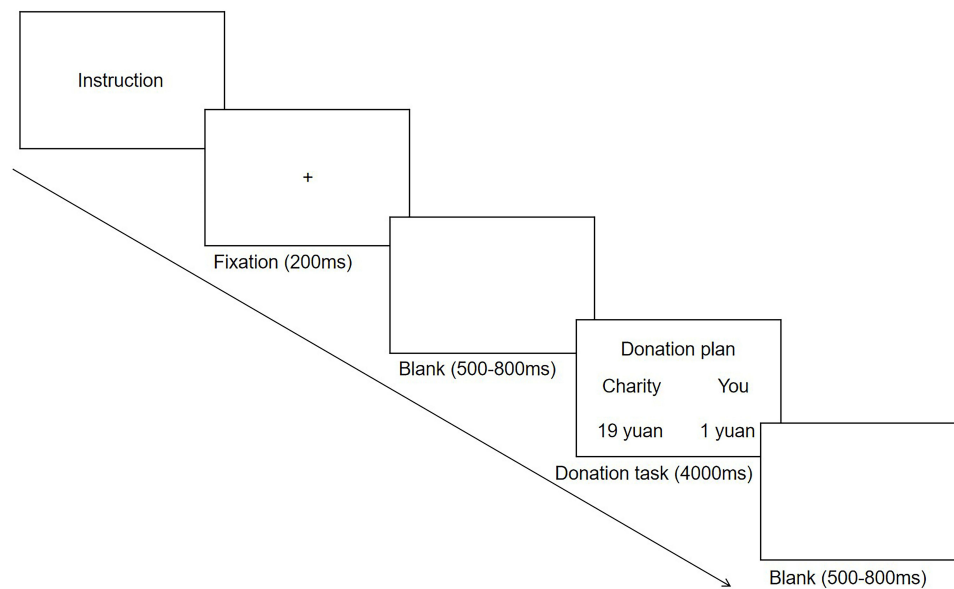 Instruction
+
Fixation (200ms)
Blank (500-800ms)
Donation plan
Charity You
19 yuan 1 yuan
Donation task (4000ms)
Blank (500-800ms)